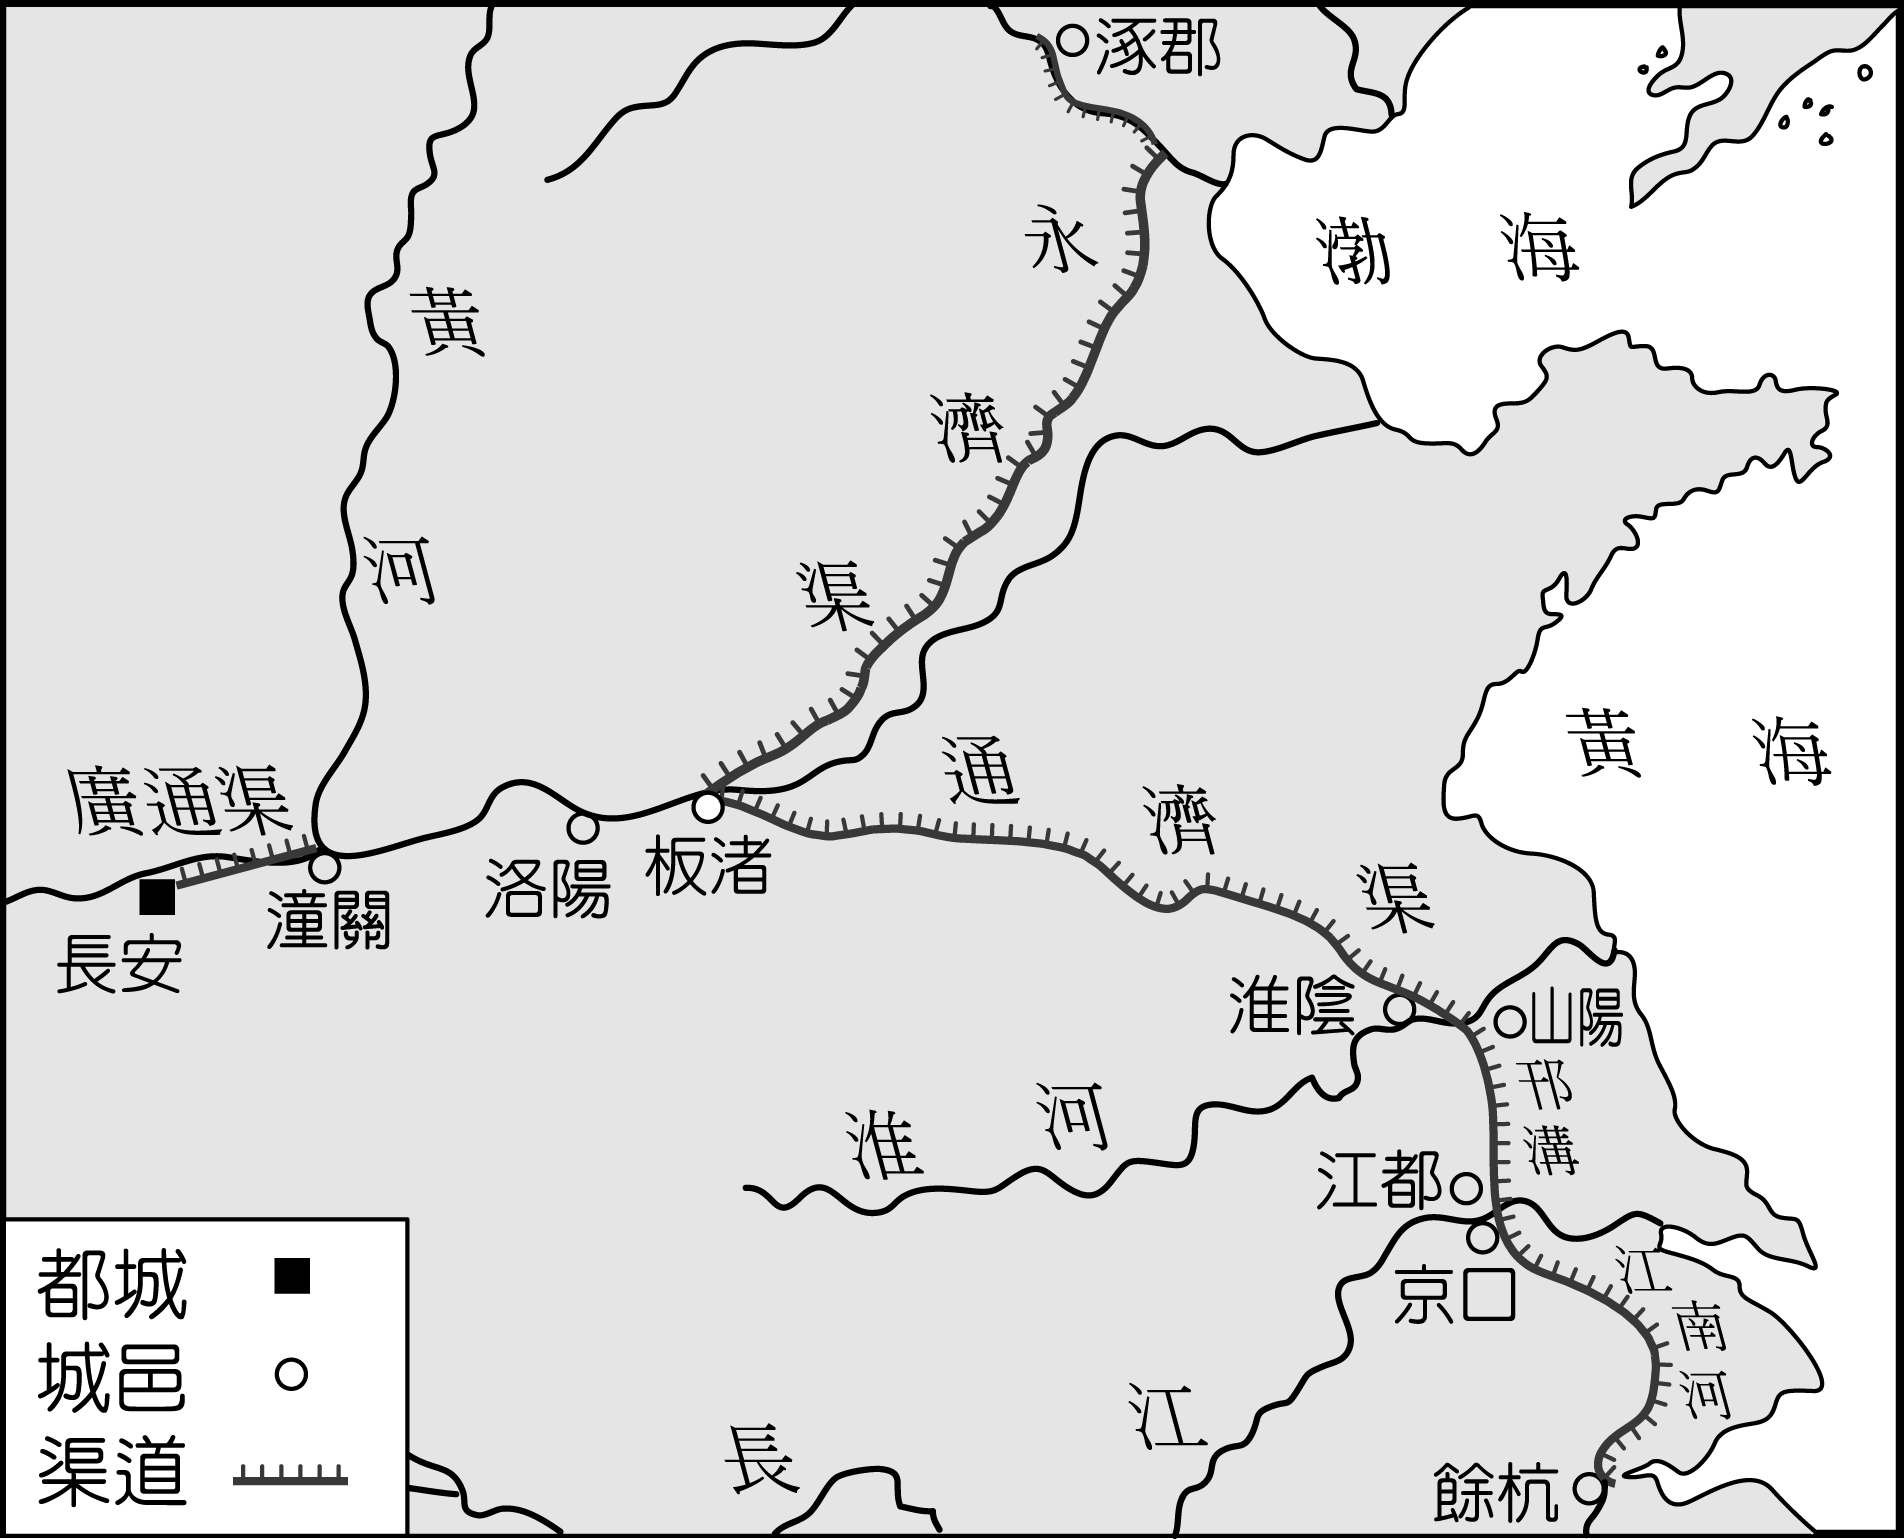 涿郡
渤海
永濟渠
黃河
黃海
廣通渠
通濟渠
潼關
洛陽
板渚
長安
淮陰
山陽
邗溝
淮河
江都
京口
江南河
長江
餘杭
都城
城邑
渠道